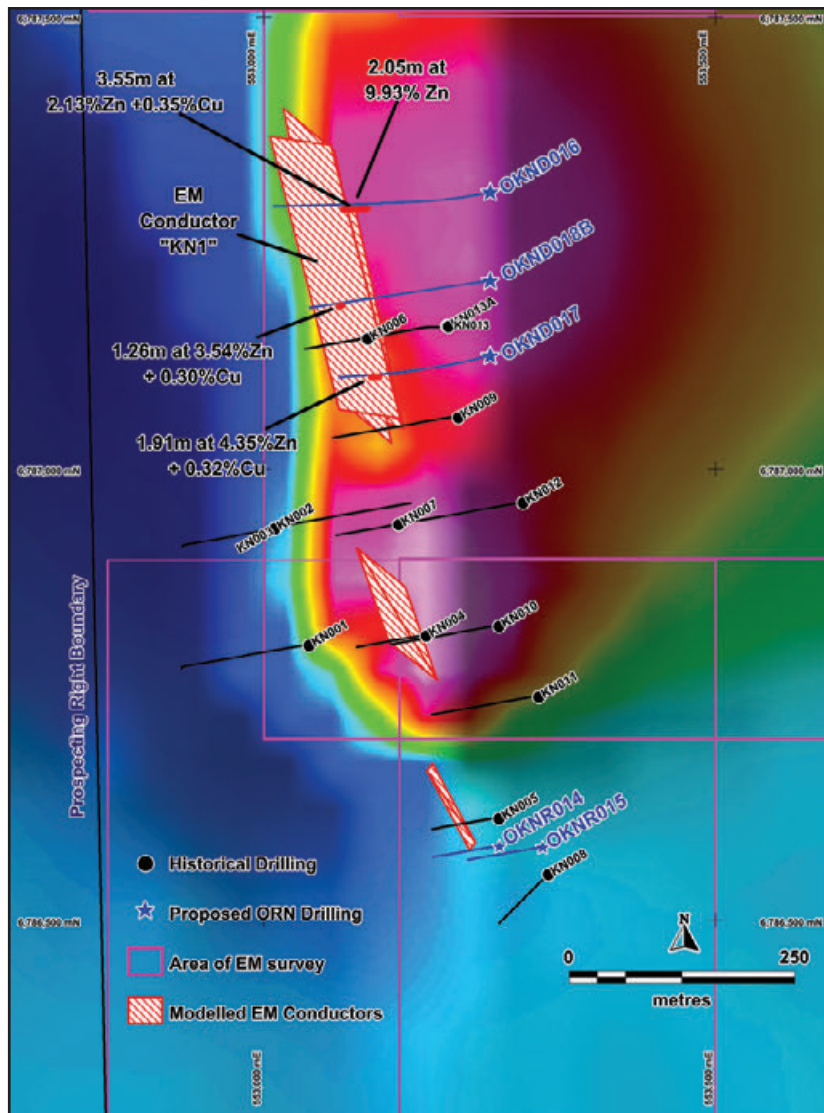 6,787,500 mN
553,000 mE
553,500 mE
6,787,500 mN
3.55m at
2.13%Zn +0.35%Cu
2.05m at
9.93% Zn
OKND016
EM
Conductor
"KN1"
OKND018B
KN013A
KN013
KN006
OKND017
1.26m at 3.54%Zn
+ 0.30%Cu
KN009
1.91m at 4.35%Zn
+ 0.32%Cu
6,787,000 mN
6,787,000 mN
KN012
KN002
KN007
Prospecting Right Boundary
KN001
KN004
KN010
KN011
KN005
OKNR014
OKNR015
KN008
Historical Drilling
Proposed ORN Drilling
Area of EM survey
Modelled EM Conductors
6,786,500 mN
6,786,500 mN
N
0 250
metres
553,000 mE
553,500 mE